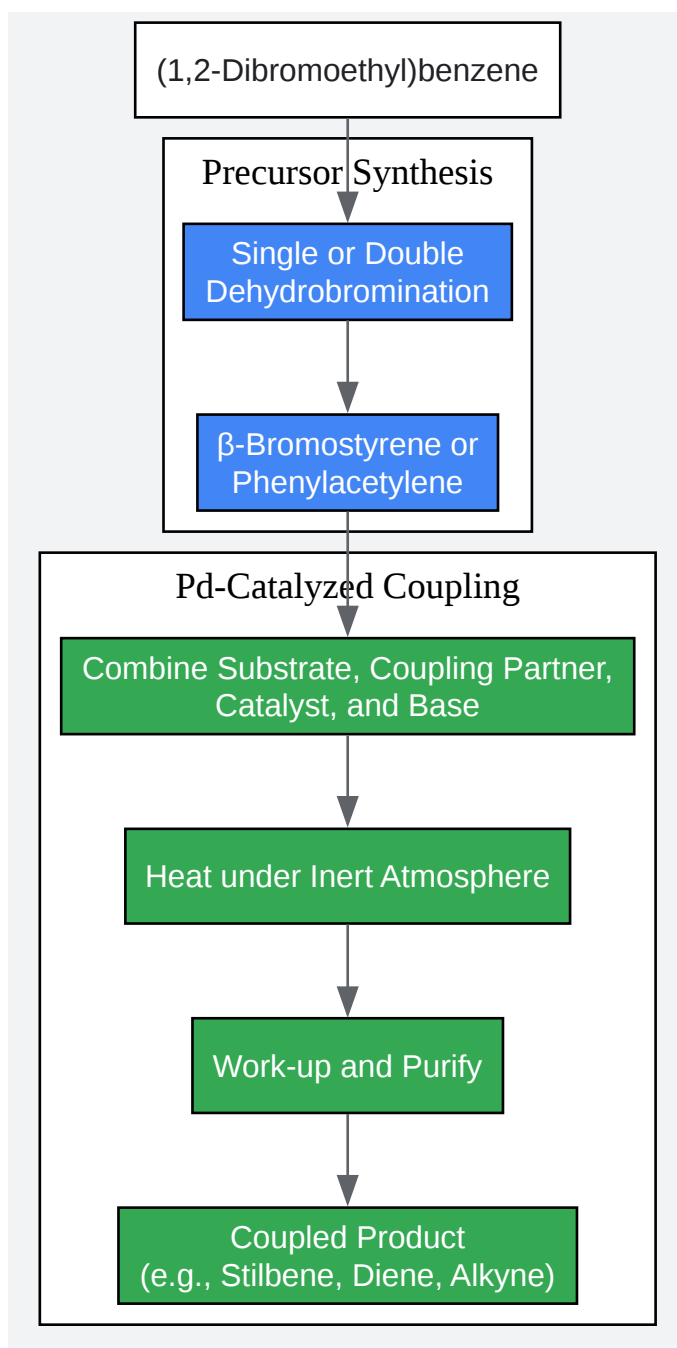 (1,2-Dibromoethyl)benzene
Precursor Synthesis
Single or Double
Dehydrobromination
β-Bromostyrene or
Phenylacetylene
Pd-Catalyzed Coupling
Combine Substrate, Coupling Partner,
Catalyst, and Base
Heat under Inert Atmosphere
Work-up and Purify
Coupled Product
(e.g., Stilbene, Diene, Alkyne)